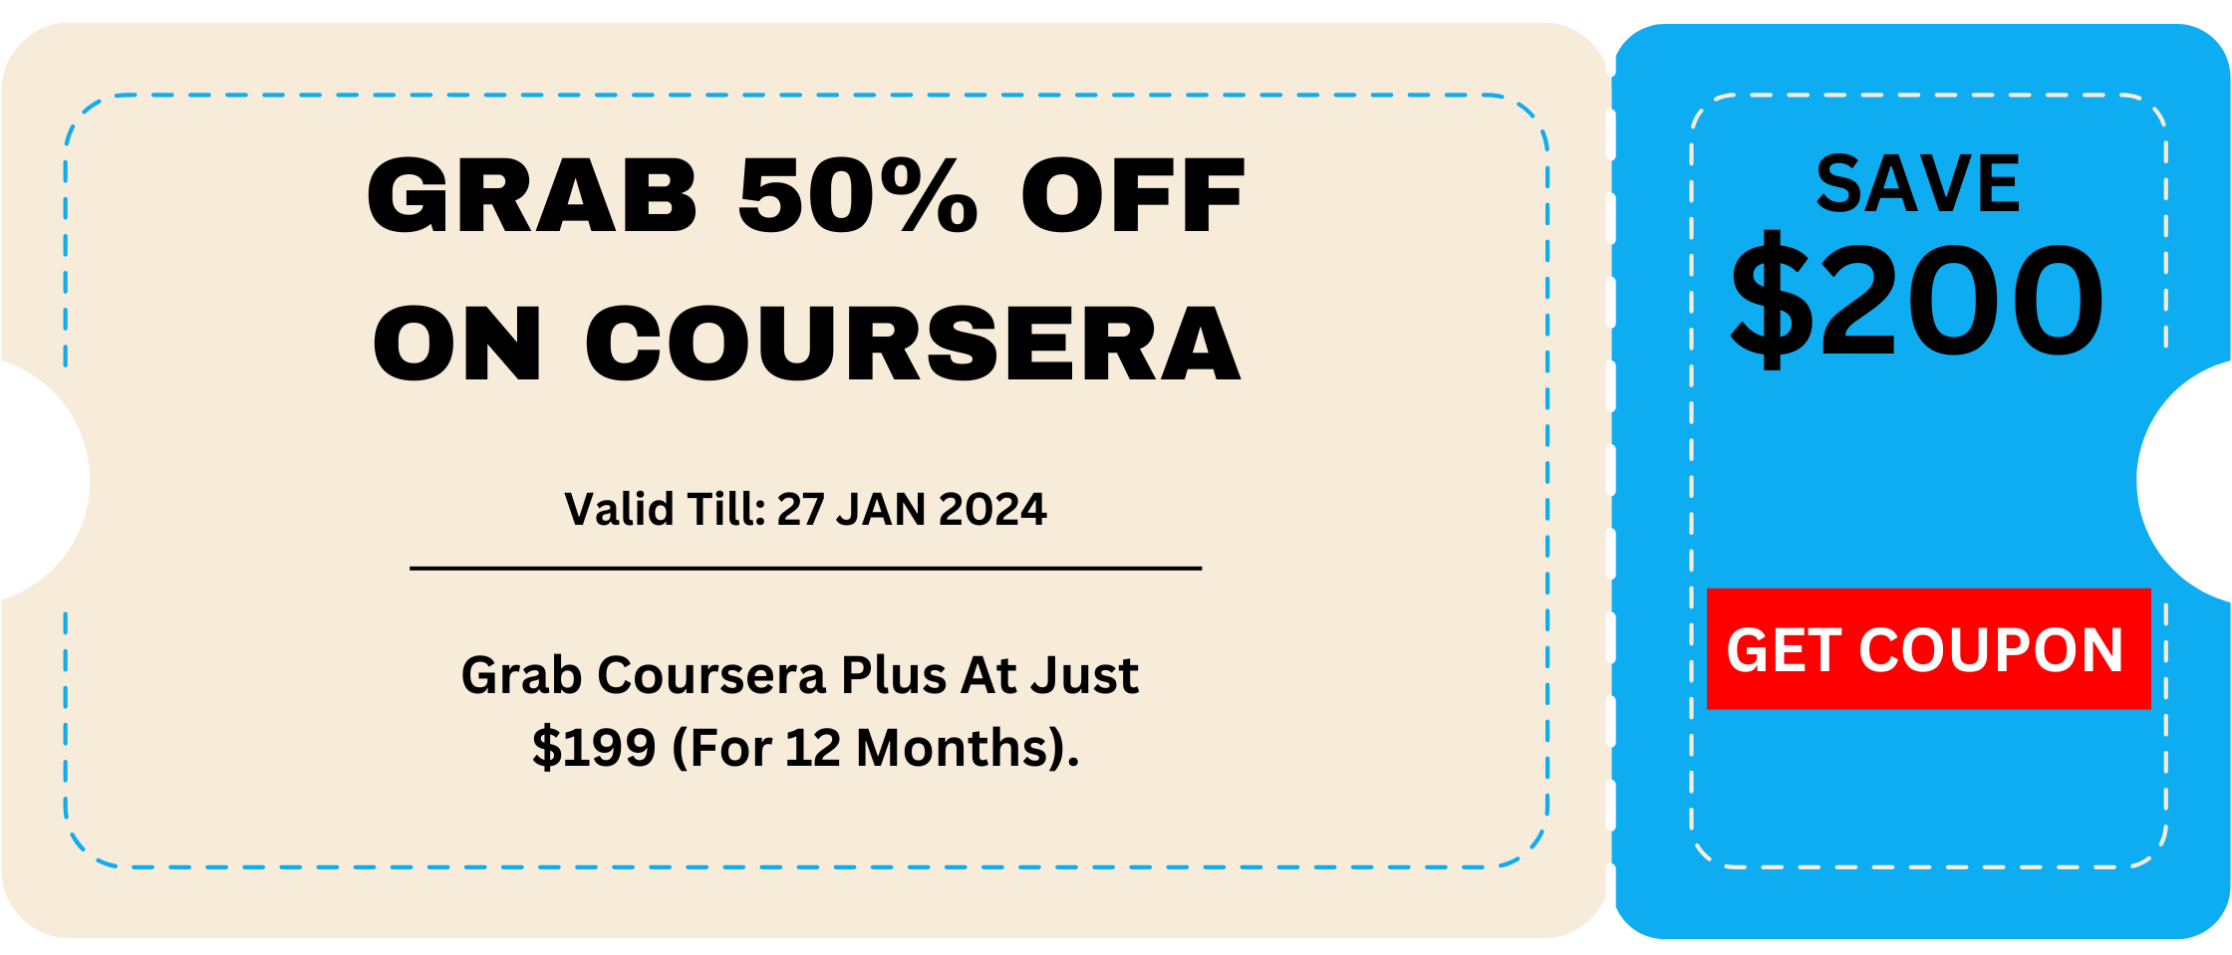 GRAB 50% OFF
ON COURSERA
Valid Till: 27 JAN 2024
Grab Coursera Plus At Just
$199 (For 12 Months).
SAVE
$200
GET COUPON